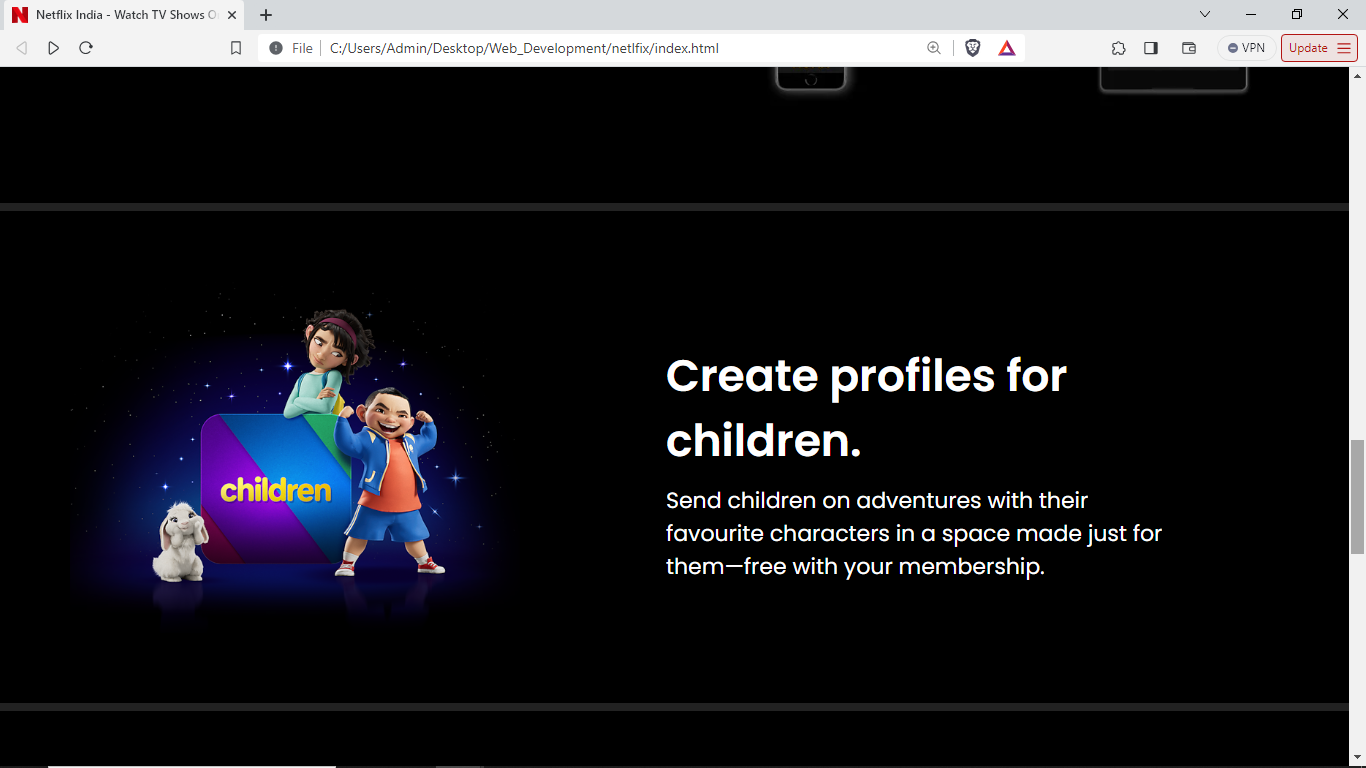 Netflix India - Watch TV Shows O
File
C:/Users/Admin/Desktop/Web_Development/netlfix/index.html
VPN
Update
Create profiles for
children.
children
Send children on adventures with their
favourite characters in a space made just for
them—free with your membership.